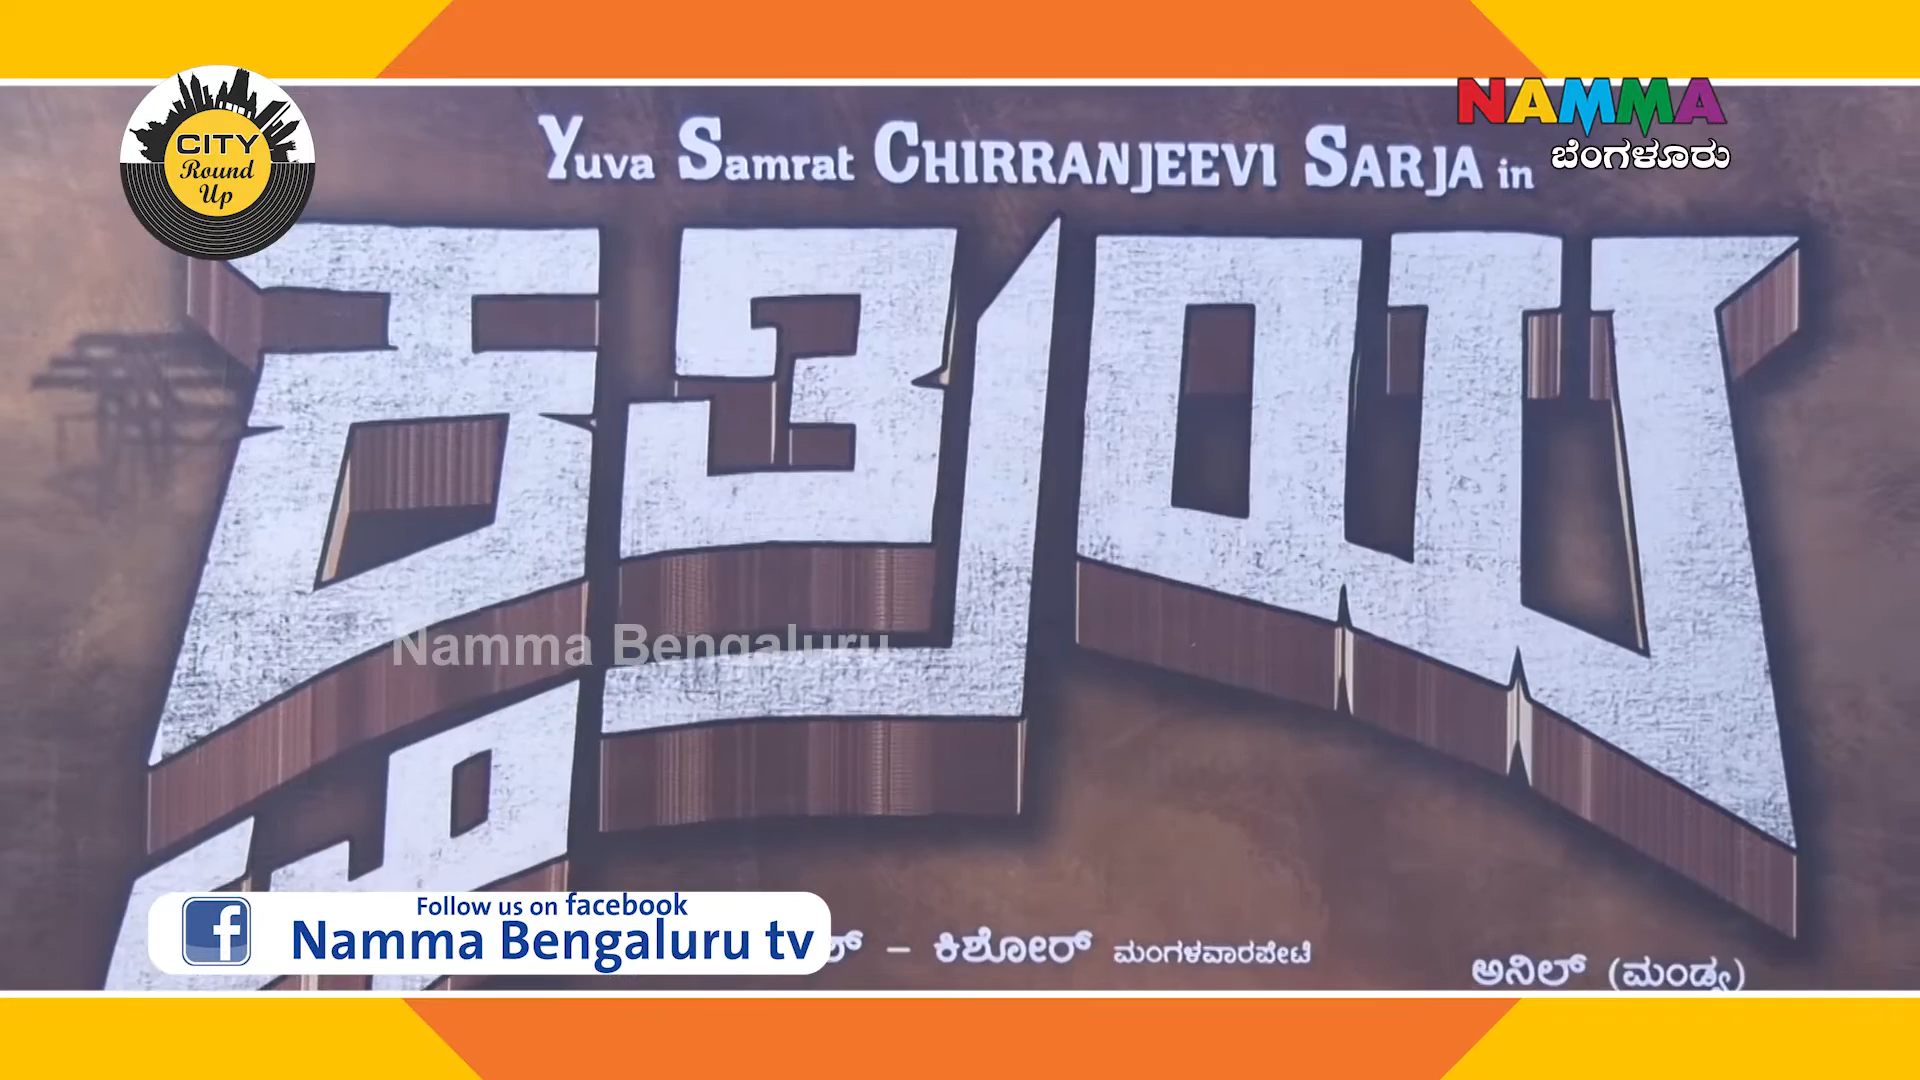 CITY
Round
Up
NAMMA
ಬೆಂಗಳೂರು
Yuva Samrat CHIRRANJEEVI SARJA in
ಕ್ಷತ್ರಿಯ
Namma Bengaluru
Follow us on facebook
Namma Bengaluru tv
– ಕಿಶೋರ್ ಮಂಗಳವಾರಪೇಟೆ
ಅನಿಲ್ (ಮಂಡ್ಯ)